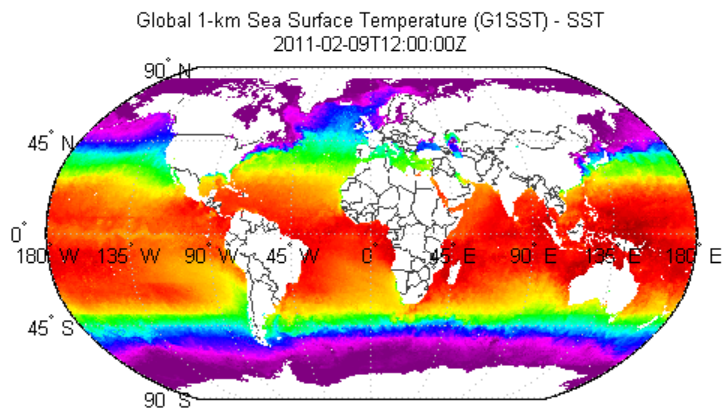 Global 1-km Sea Surface Temperature (G1SST) - SST
2011-02-09T12:00:00Z
90° N
45° N
0°
180° W 135° W 90° W 45° W 0° 45° E 90° E 135° E 180° E
45° S
90° S